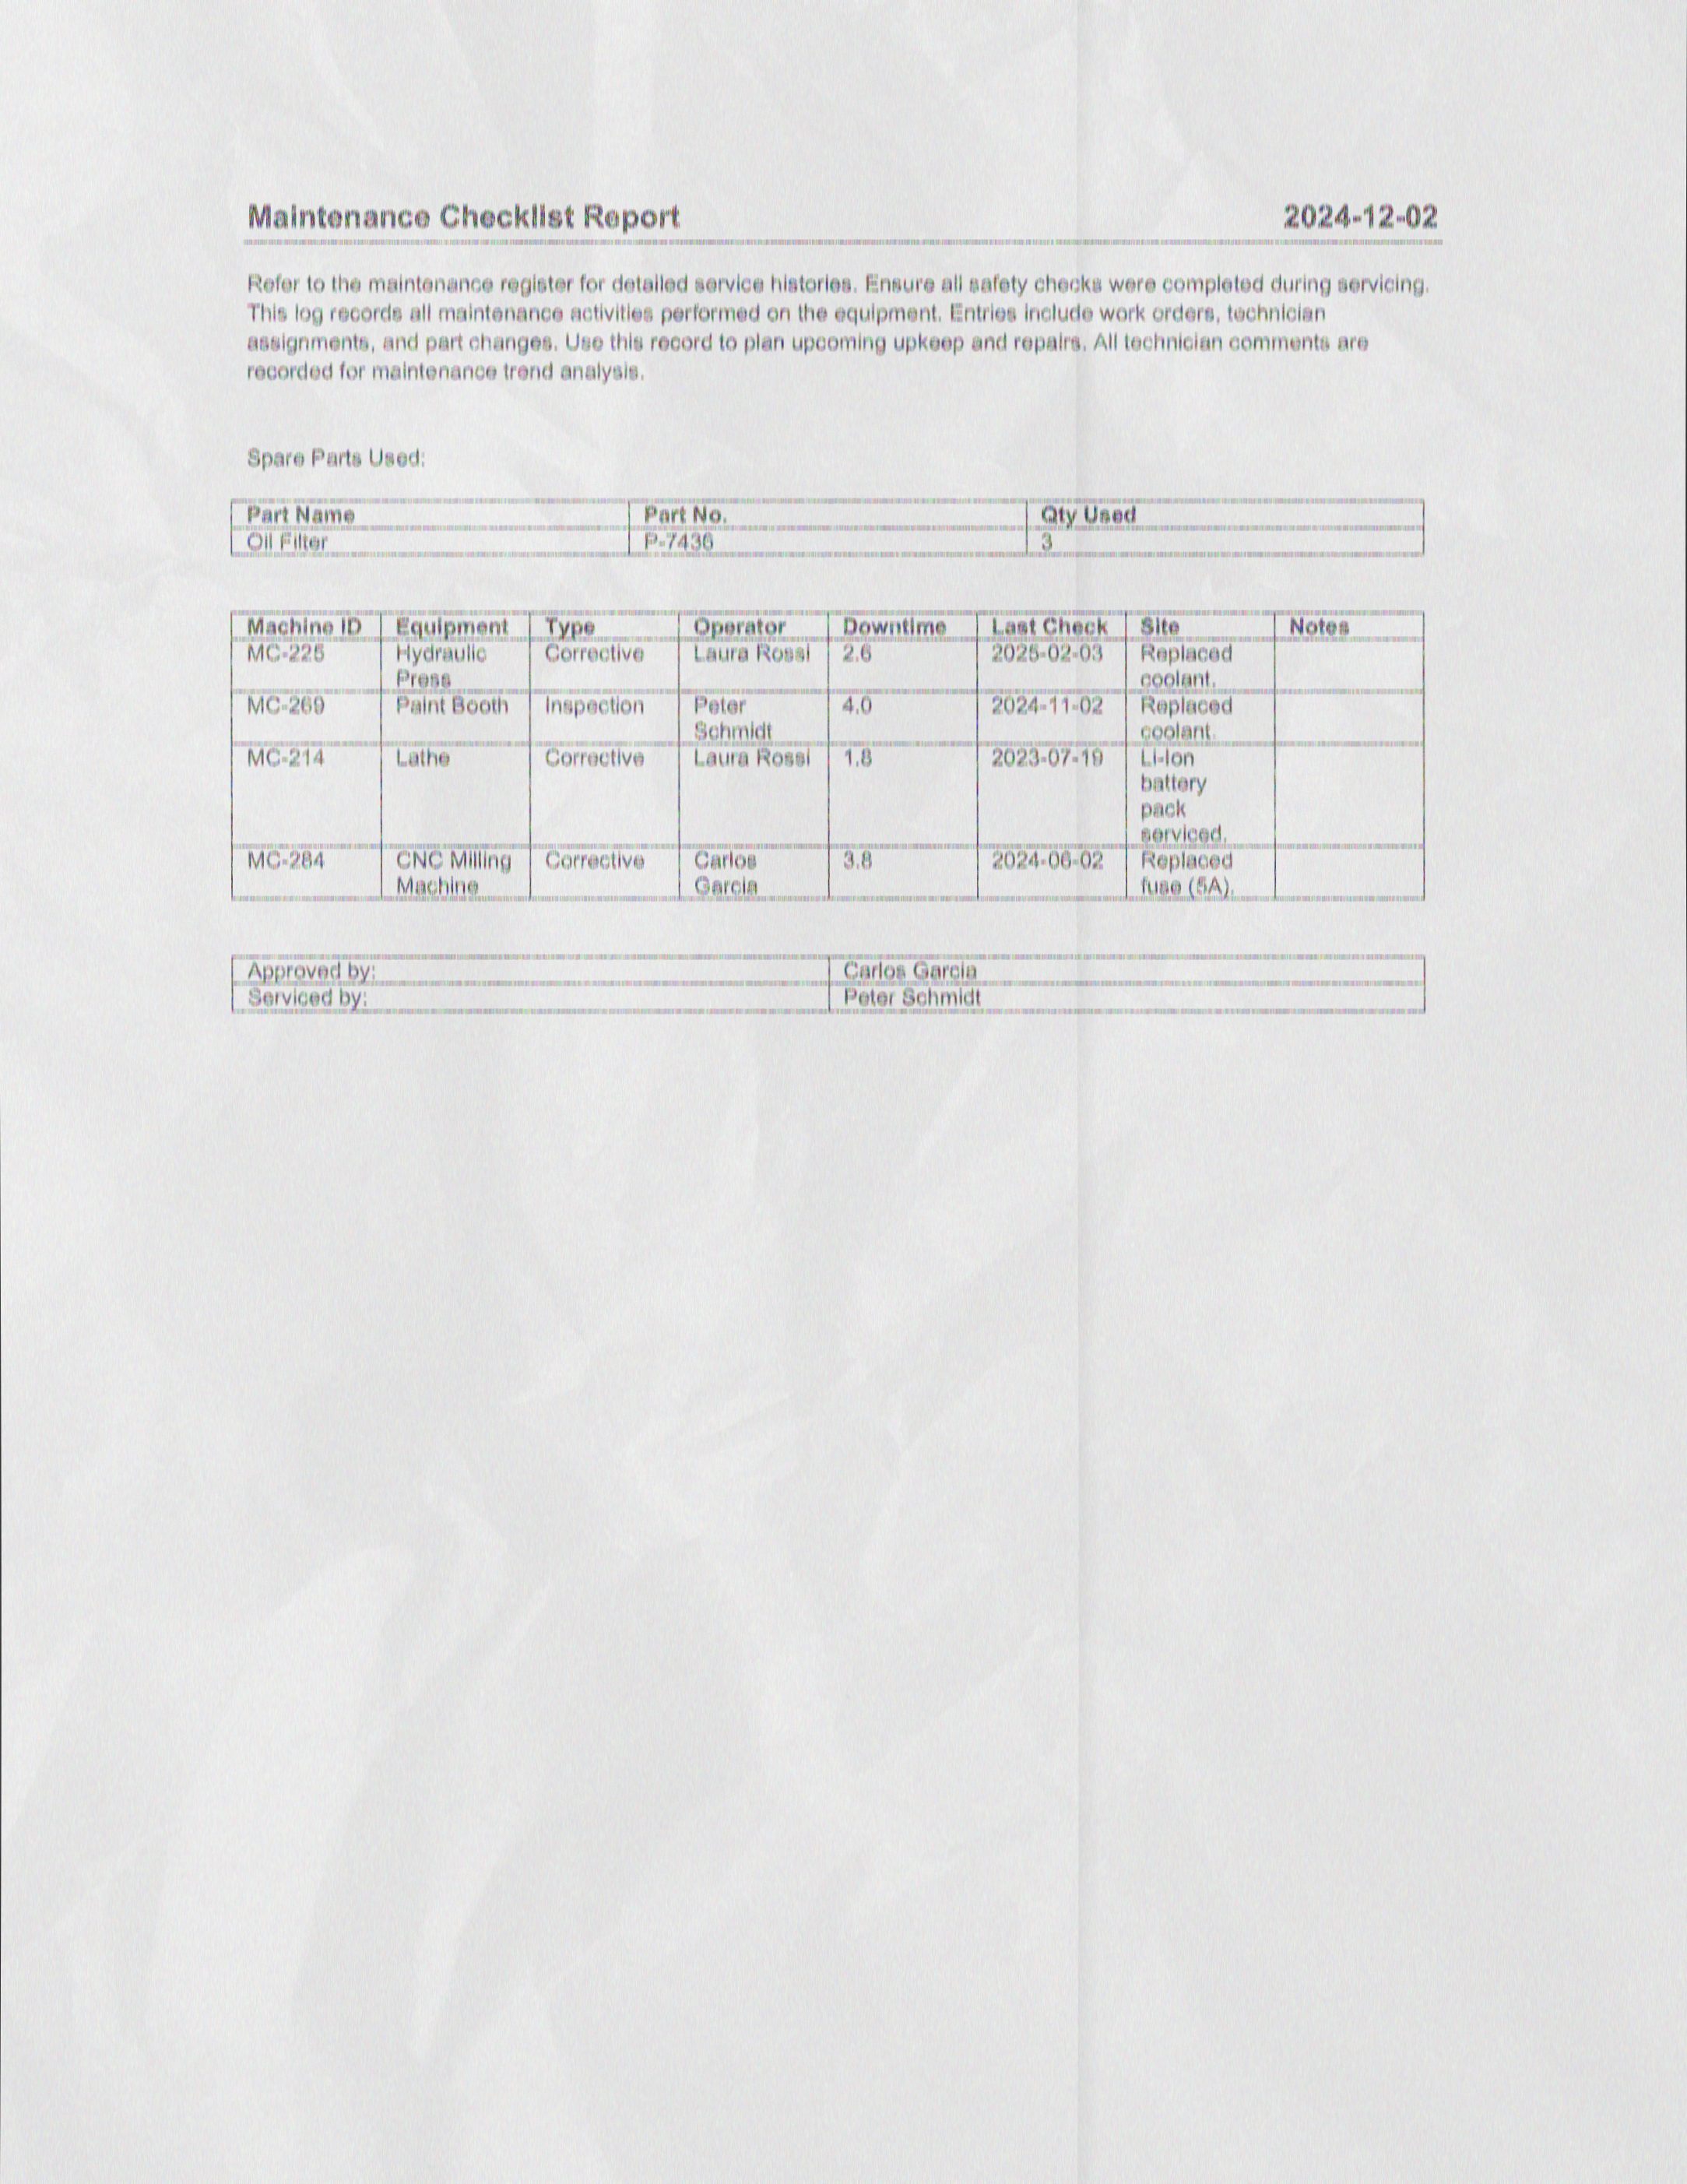 Maintenance Checklist Report 2024-12-02
Refer to the maintenance register for detailed service histories. Ensure all safety checks were completed during servicing.
This log records all maintenance activities performed on the equipment. Entries include work orders, technician
assignments, and part changes. Use this record to plan upcoming upkeep and repairs. All technician comments are
recorded for maintenance trend analysis.
Spare Parts Used:
Part Name Part No. Qty Used
Oil Filter P-7436 3
Machine ID Equipment Type Operator Downtime Last Check Site Notes
MC-225 Hydraulic Corrective Laura Rossi 2.6 2025-02-03 Replaced
Press coolant.
MC-269 Paint Booth Inspection Peter 4.0 2024-11-02 Replaced
Schmidt coolant.
MC-214 Lathe Corrective Laura Rossi 1.8 2023-07-19 Li-Ion
battery
pack
serviced.
MC-284 CNC Milling Corrective Carlos 3.8 2024-06-02 Replaced
Machine Garcia fuse (5A).
Approved by: Carlos Garcia
Serviced by: Peter Schmidt